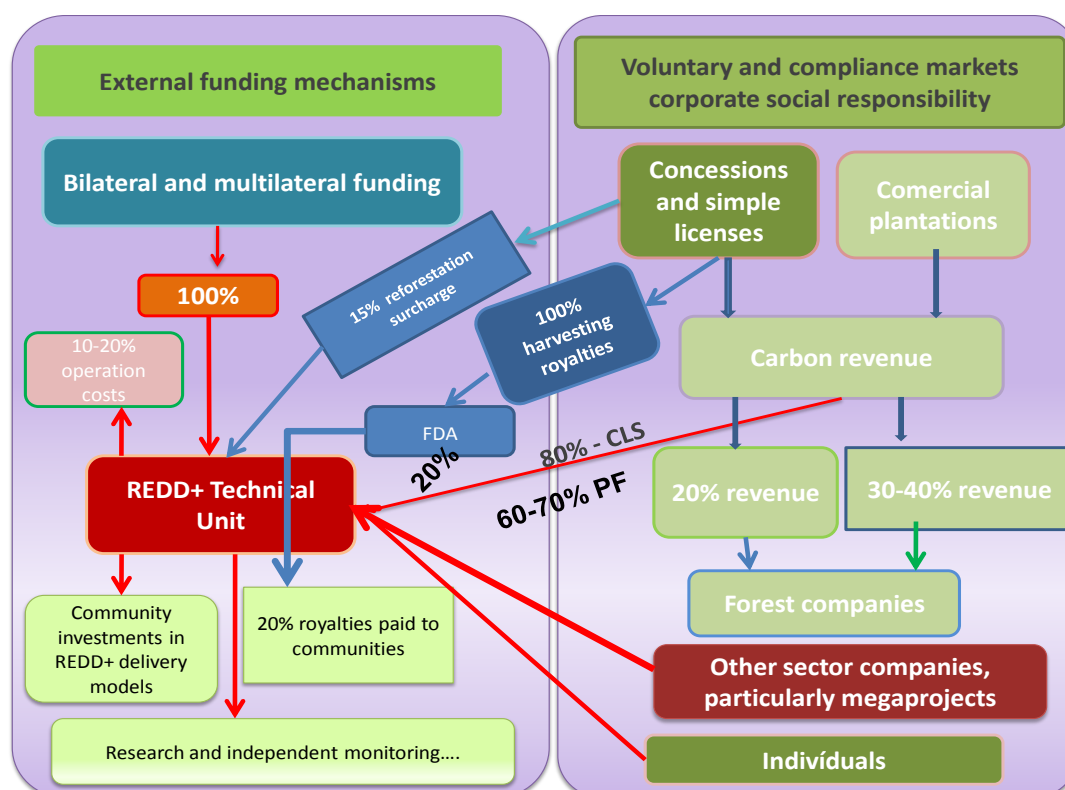 External funding mechanisms
Bilateral and multilateral funding
100%
10-20%
operation
costs
REDD+ Technical
Unit
Community
investments in
REDD+ delivery
models
20% royalties paid to
communities
Research and independent monitoring....
15% reforestation
surcharge
100%
harvesting
royalties
FDA
20%
80% - CLS
60-70% PF
Voluntary and compliance markets
corporate social responsibility
Concessions
and simple
licenses
Comercial
plantations
Carbon revenue
20% revenue
30-40% revenue
Forest companies
Other sector companies,
particularly megaprojects
Indivíduals